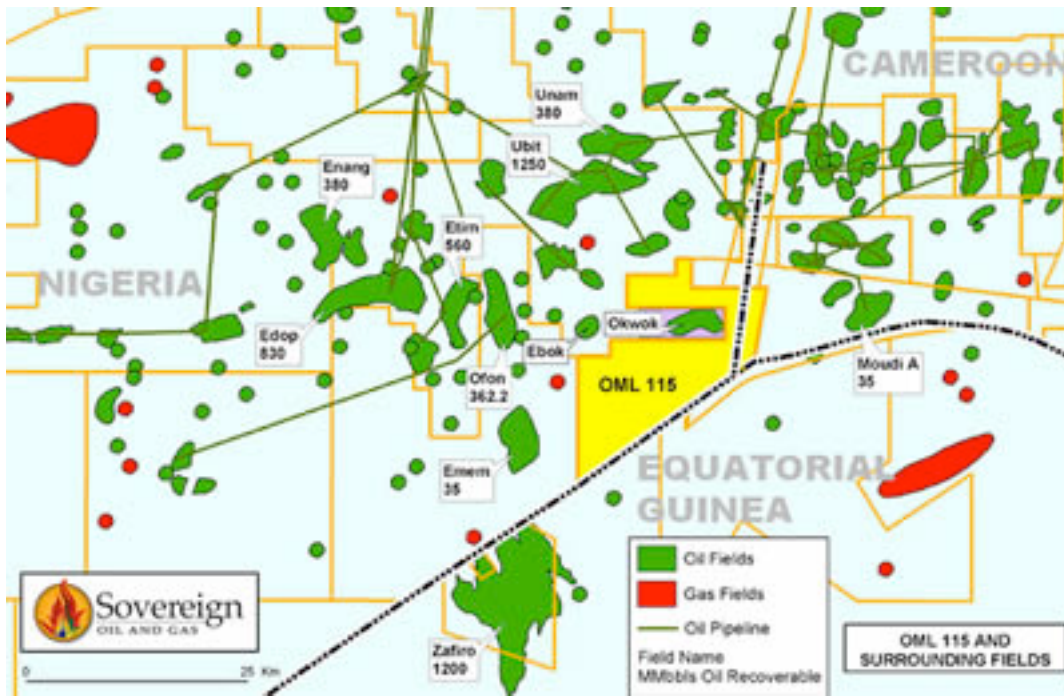 CAMEROON
Unam
380
Ubit
1250
Enang
380
Etim
560
NIGERIA
Edop
830
Okwok
Ebok
Ofon
362.2
OML 115
Moudi A
35
Emem
35
EQUATORIAL
GUINEA
Oil Fields
Gas Fields
Oil Pipeline
Field Name
MMbbls Oil Recoverable
Sovereign
OIL AND GAS
0 25 Km
Zafiro
1200
OML 115 AND
SURROUNDING FIELDS